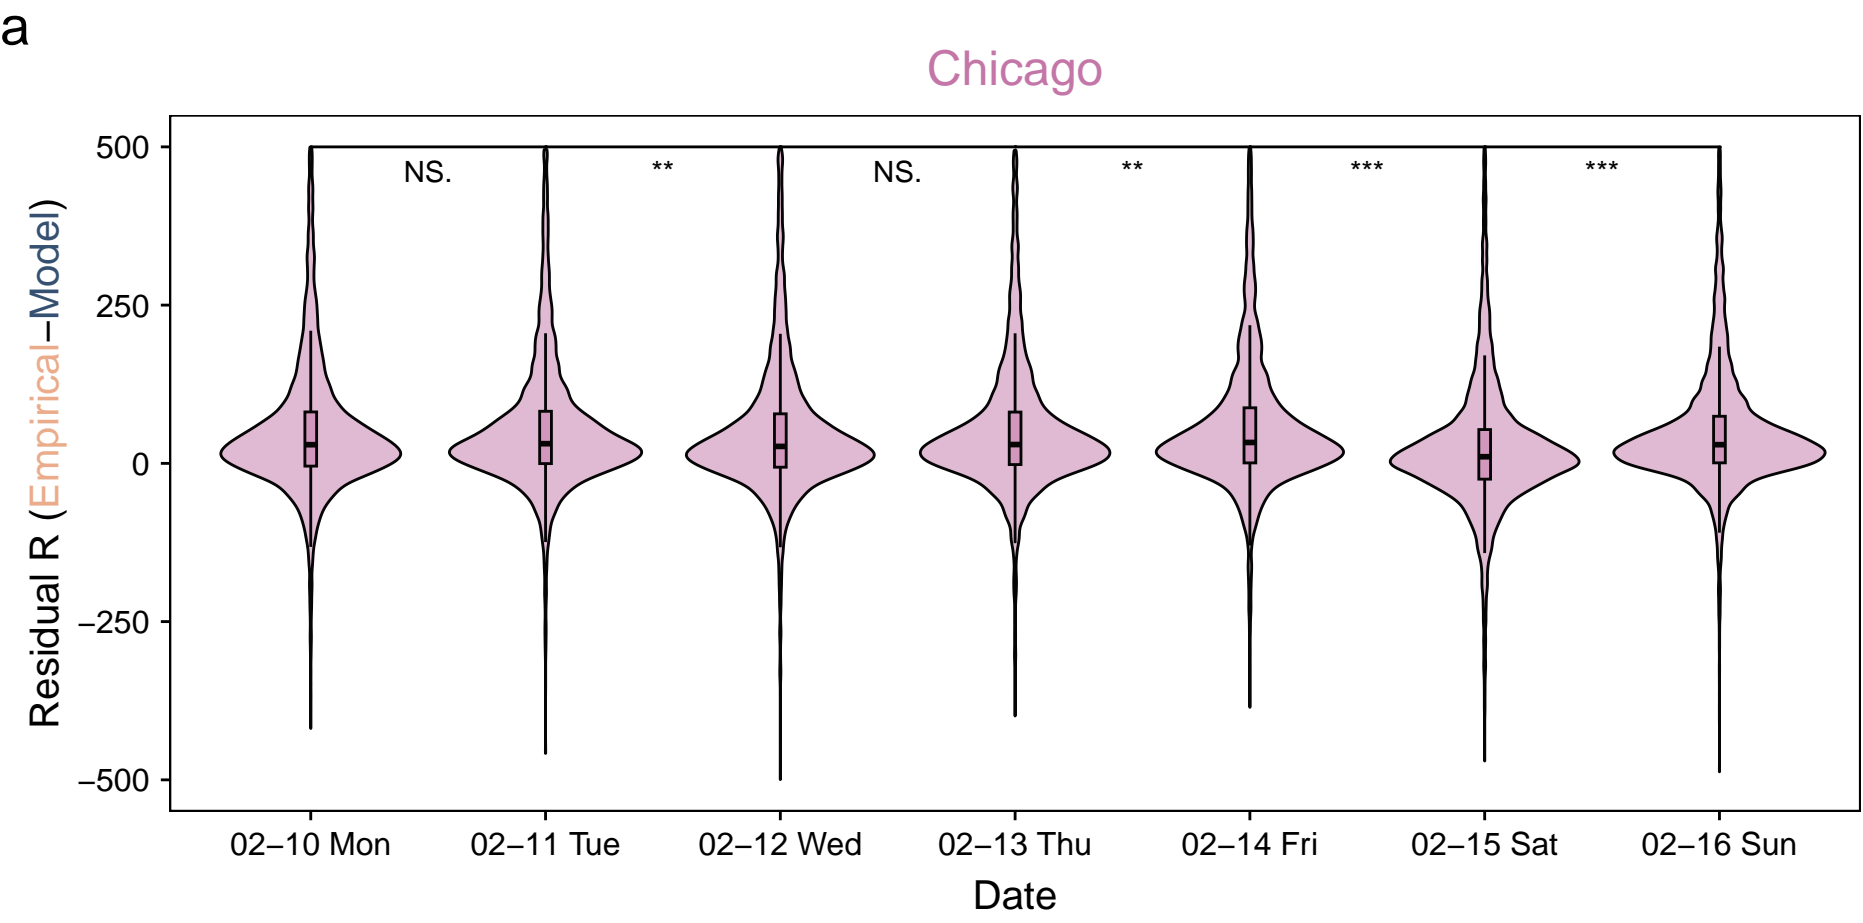 a
Chicago
500
250
0
−250
−500
Residual R (Empirical−Model)
NS.
**
NS.
**
***
***
02−10 Mon
02−11 Tue
02−12 Wed
02−13 Thu
02−14 Fri
02−15 Sat
02−16 Sun
Date